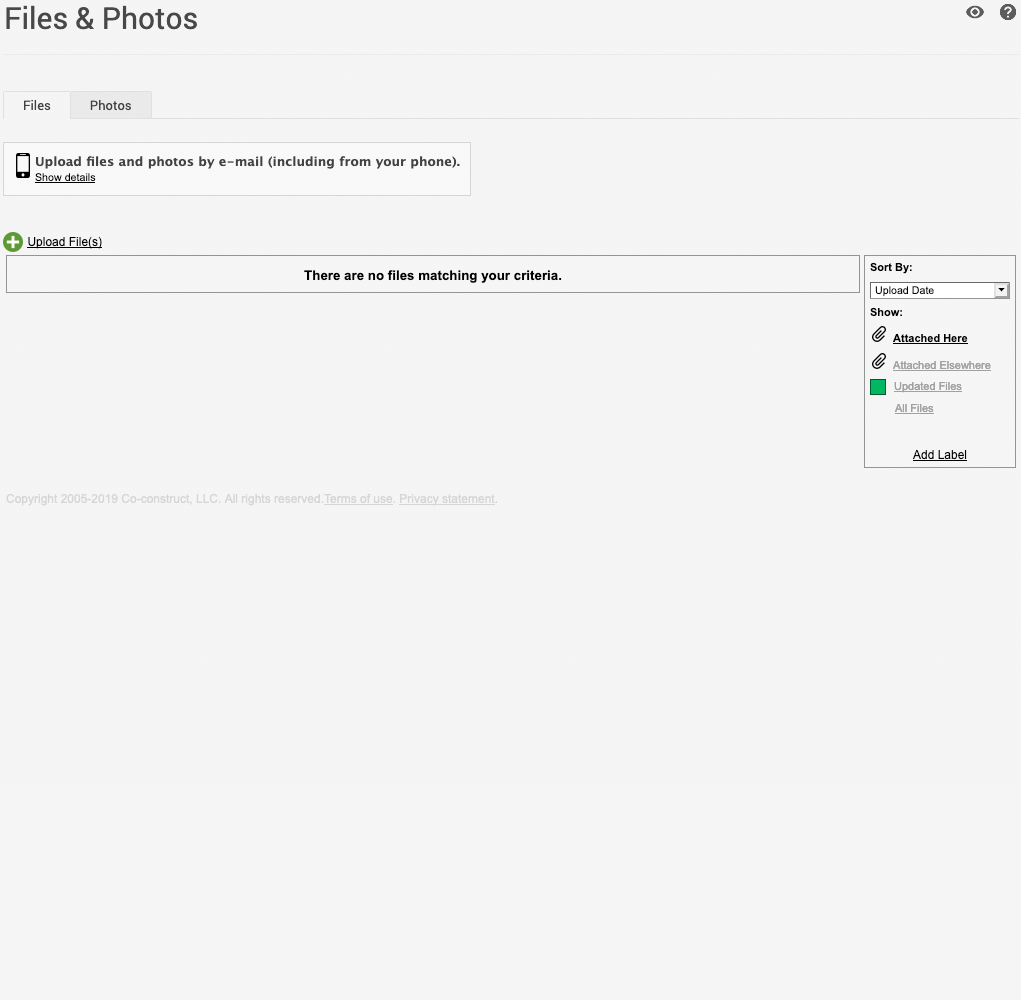 Files & Photos
Files
Photos
Upload files and photos by e-mail (including from your phone).
Show details
Upload File(s)
There are no files matching your criteria.
Sort By:
Upload Date
Show:
Attached Here
Attached Elsewhere
Updated Files
All Files
Add Label
Copyright 2005-2019 Co-construct, LLC. All rights reserved.Terms of use. Privacy statement.